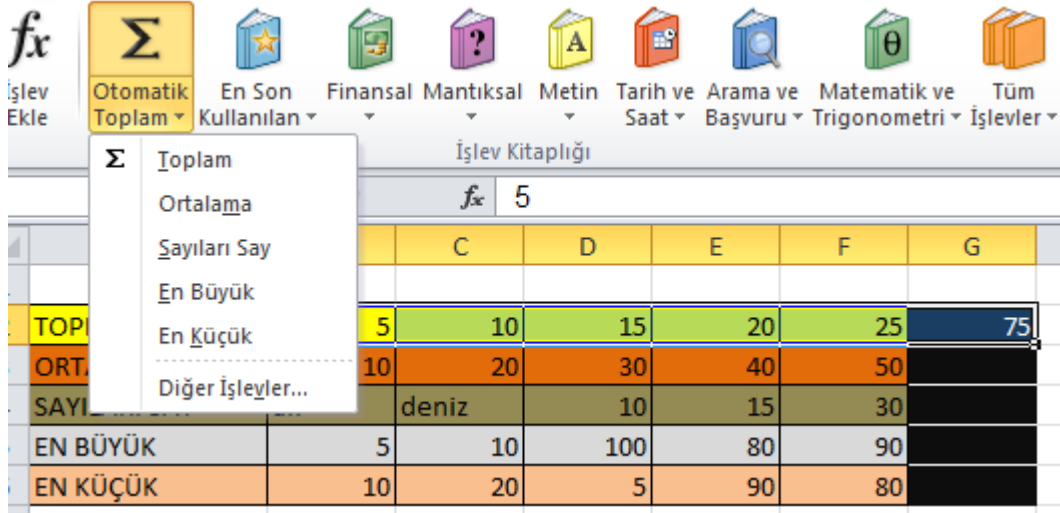 fx Σ ? A θ
İşlev Otomatik En Son Finansal Mantıksal Metin Tarih ve Arama ve Matematik ve Tüm
Ekle Toplam Kullanılan Saat Başvuru Trigonometri İşlevler
İşlev Kitaplığı
Σ Toplam
Ortalama
Sayıları Say
En Büyük
En Küçük
Diğer İşlevler...
fx 5
C D E F G
5 10 15 20 25 75
10 20 30 40 50
deniz 10 15 30
EN BÜYÜK 5 10 100 80 90
EN KÜÇÜK 10 20 5 90 80